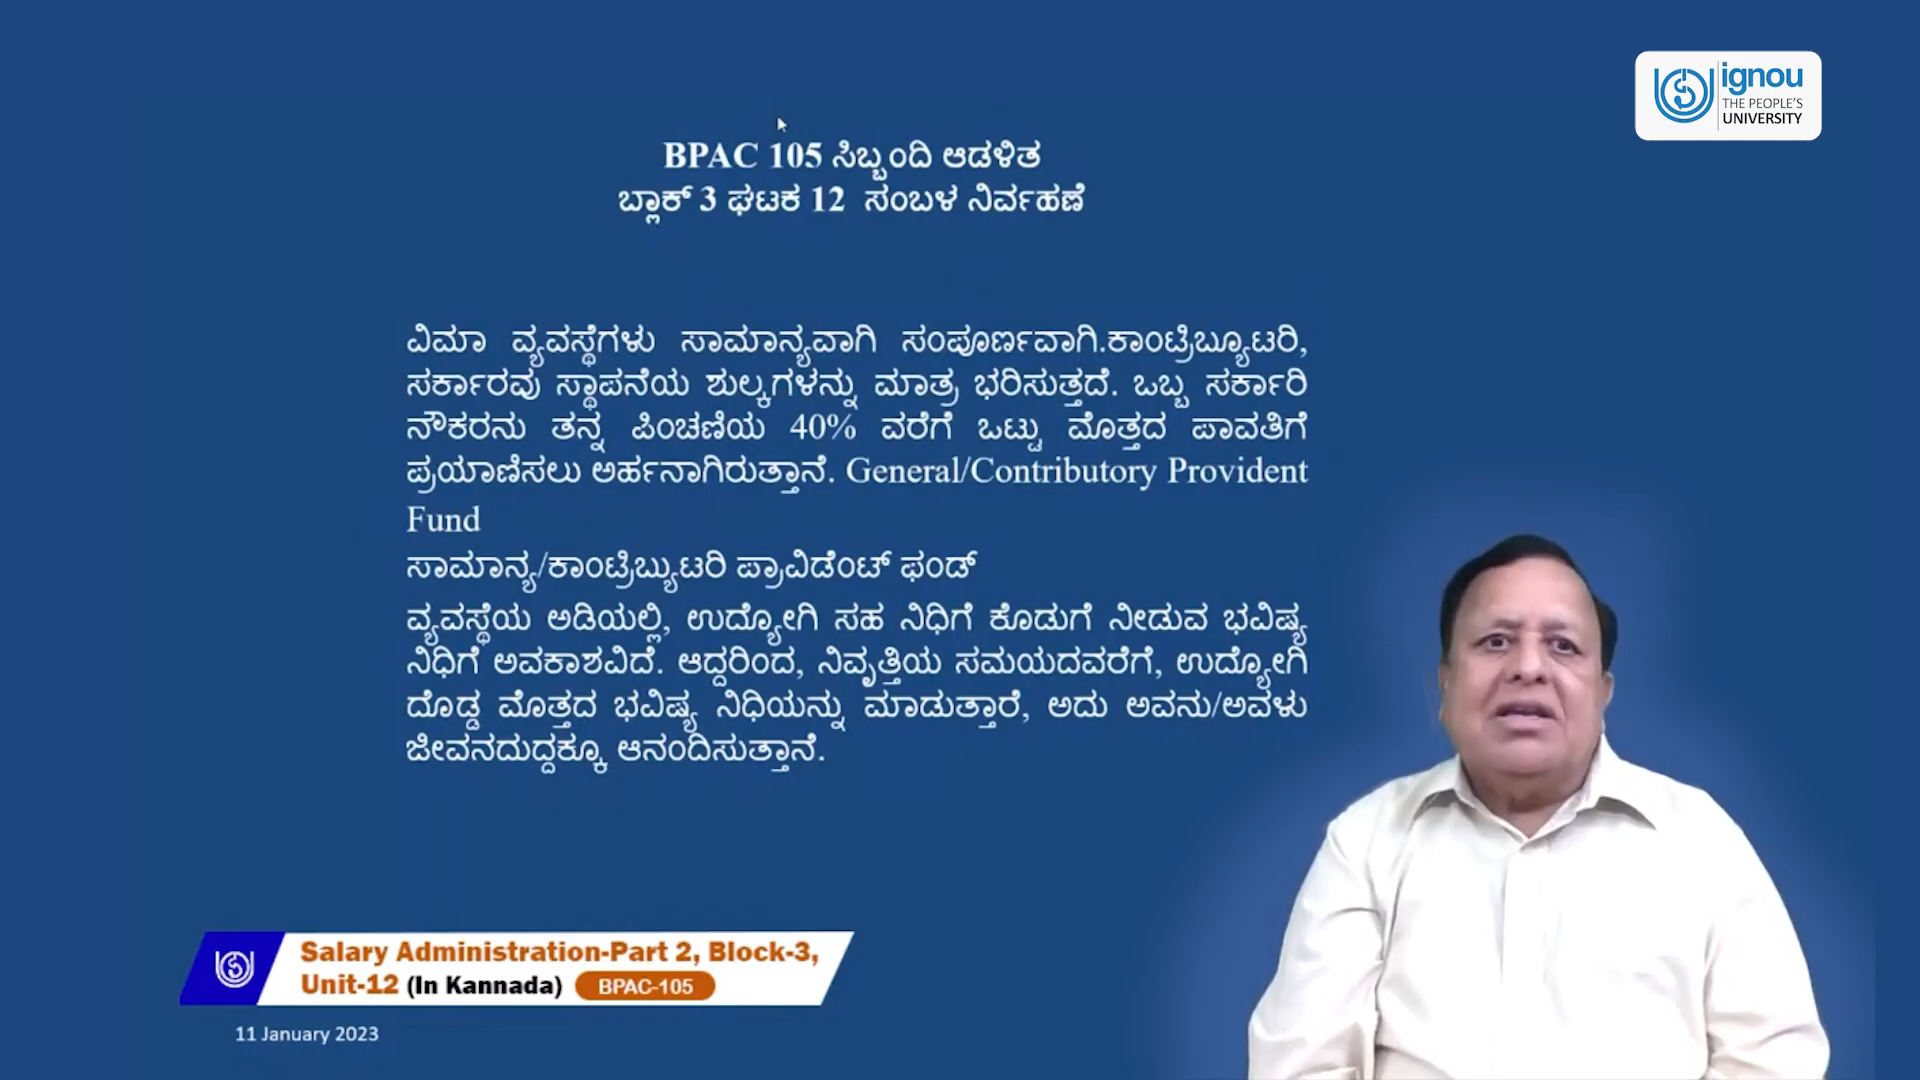 ignou
THE PEOPLE'S
UNIVERSITY
BPAC 105 ಸಿಬ್ಬಂದಿ ಆಡಳಿತ
ಬ್ಲಾಕ್ 3 ಘಟಕ 12 ಸಂಬಳ ನಿರ್ವಹಣೆ
ವಿಮಾ ವ್ಯವಸ್ಥೆಗಳು ಸಾಮಾನ್ಯವಾಗಿ ಸಂಪೂರ್ಣವಾಗಿ.ಕಾಂಟ್ರಿಬ್ಯೂಟರಿ,
ಸರ್ಕಾರವು ಸ್ಥಾಪನೆಯ ಶುಲ್ಕಗಳನ್ನು ಮಾತ್ರ ಭರಿಸುತ್ತದೆ. ಒಬ್ಬ ಸರ್ಕಾರಿ
ನೌಕರನು ತನ್ನ ಪಿಂಚಣಿಯ 40% ವರೆಗೆ ಒಟ್ಟು ಮೊತ್ತದ ಪಾವತಿಗೆ
ಪ್ರಯಾಣಿಸಲು ಅರ್ಹನಾಗಿರುತ್ತಾನೆ. General/Contributory Provident
Fund
ಸಾಮಾನ್ಯ/ಕಾಂಟ್ರಿಬ್ಯುಟರಿ ಪ್ರಾವಿಡೆಂಟ್ ಫಂಡ್
ವ್ಯವಸ್ಥೆಯ ಅಡಿಯಲ್ಲಿ, ಉದ್ಯೋಗಿ ಸಹ ನಿಧಿಗೆ ಕೊಡುಗೆ ನೀಡುವ ಭವಿಷ್ಯ
ನಿಧಿಗೆ ಅವಕಾಶವಿದೆ. ಆದ್ದರಿಂದ, ನಿವೃತ್ತಿಯ ಸಮಯದವರೆಗೆ, ಉದ್ಯೋಗಿ
ದೊಡ್ಡ ಮೊತ್ತದ ಭವಿಷ್ಯ ನಿಧಿಯನ್ನು ಮಾಡುತ್ತಾರೆ, ಅದು ಅವನು/ಅವಳು
ಜೀವನದುದ್ದಕ್ಕೂ ಆನಂದಿಸುತ್ತಾನೆ.
Salary Administration-Part 2, Block-3,
Unit-12 (In Kannada) BPAC-105
11 January 2023